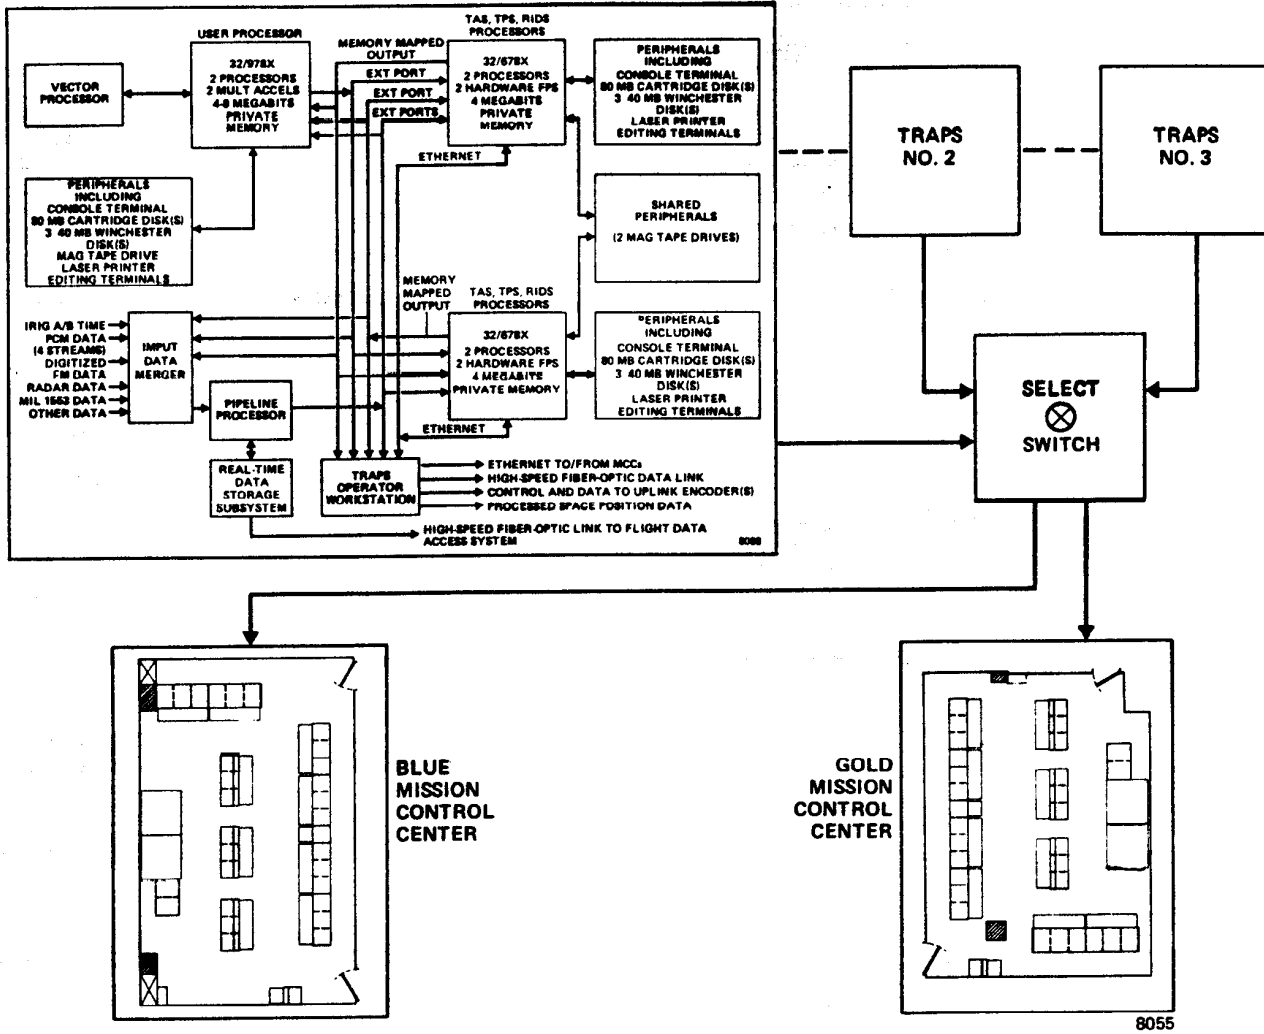 USER PROCESSOR
32/978X
2 PROCESSORS
2 MULT ACCELS
4-8 MEGABITS
PRIVATE
MEMORY
VECTOR
PROCESSOR
PERIPHERALS
INCLUDING
CONSOLE TERMINAL
80 MB CARTRIDGE DISK(S)
3 40 MB WINCHESTER
DISK(S)
MAG TAPE DRIVE
LASER PRINTER
EDITING TERMINALS
MEMORY MAPPED
OUTPUT
EXT PORT
EXT PORT
EXT PORTS
ETHERNET
TAS, TPS, RIDS
PROCESSORS
32/678X
2 PROCESSORS
2 HARDWARE FPS
4 MEGABITS
PRIVATE
MEMORY
PERIPHERALS
INCLUDING
CONSOLE TERMINAL
80 MB CARTRIDGE DISK(S)
3 40 MB WINCHESTER
DISK(S)
LASER PRINTER
EDITING TERMINALS
SHARED
PERIPHERALS
(2 MAG TAPE DRIVES)
MEMORY
MAPPED
OUTPUT
TAS, TPS, RIDS
PROCESSORS
32/678X
2 PROCESSORS
2 HARDWARE FPS
4 MEGABITS
PRIVATE MEMORY
ETHERNET
PERIPHERALS
INCLUDING
CONSOLE TERMINAL
80 MB CARTRIDGE DISK(S)
3 40 MB WINCHESTER
DISK(S)
LASER PRINTER
EDITING TERMINALS
IRIG A/B TIME
PCM DATA
(4 STREAMS)
DIGITIZED
FM DATA
RADAR DATA
MIL 1553 DATA
OTHER DATA
IMPUT
DATA
MERGER
PIPELINE
PROCESSOR
REAL-TIME
DATA
STORAGE
SUBSYSTEM
TRAPS
OPERATOR
WORKSTATION
ETHERNET TO/FROM MCCs
HIGH-SPEED FIBER-OPTIC DATA LINK
CONTROL AND DATA TO UPLINK ENCODER(S)
PROCESSED SPACE POSITION DATA
HIGH-SPEED FIBER-OPTIC LINK TO FLIGHT DATA
ACCESS SYSTEM
8088
TRAPS
NO. 2
TRAPS
NO. 3
SELECT
SWITCH
BLUE
MISSION
CONTROL
CENTER
GOLD
MISSION
CONTROL
CENTER
8055